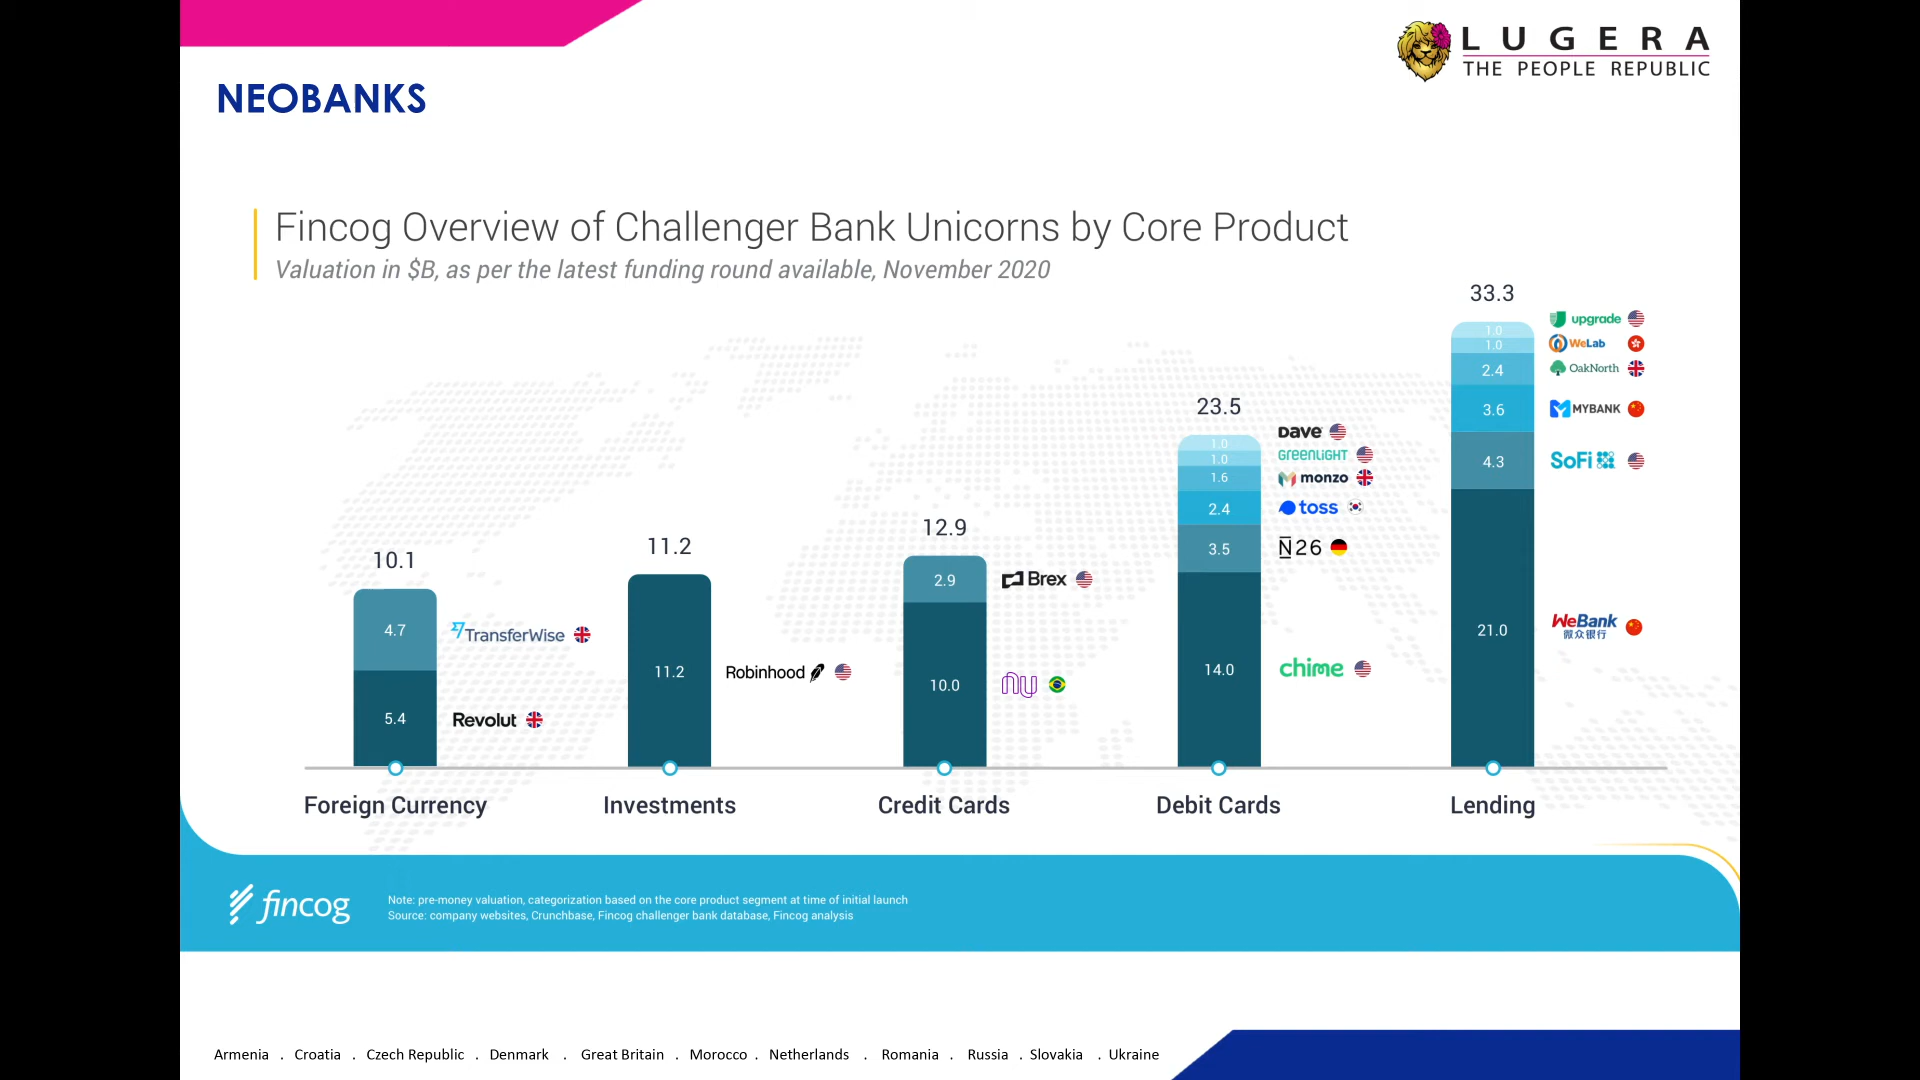 LUGERA
THE PEOPLE REPUBLIC
NEOBANKS
Fincog Overview of Challenger Bank Unicorns by Core Product
Valuation in $B, as per the latest funding round available, November 2020
10.1
4.7
TransferWise
5.4
Revolut
Foreign Currency
11.2
11.2
Robinhood
Investments
12.9
2.9
Brex
10.0
nu
Credit Cards
23.5
1.0
Dave
1.0
GREENLIGHT
1.6
monzo
2.4
toss
3.5
N26
14.0
chime
Debit Cards
33.3
1.0
upgrade
1.0
WeLab
2.4
OakNorth
3.6
MYBANK
4.3
SoFi
21.0
WeBank
微众银行
Lending
fincog
Note: pre-money valuation, categorization based on the core product segment at time of initial launch
Source: company websites, Crunchbase, Fincog challenger bank database, Fincog analysis
Armenia . Croatia . Czech Republic . Denmark . Great Britain . Morocco . Netherlands . Romania . Russia . Slovakia . Ukraine